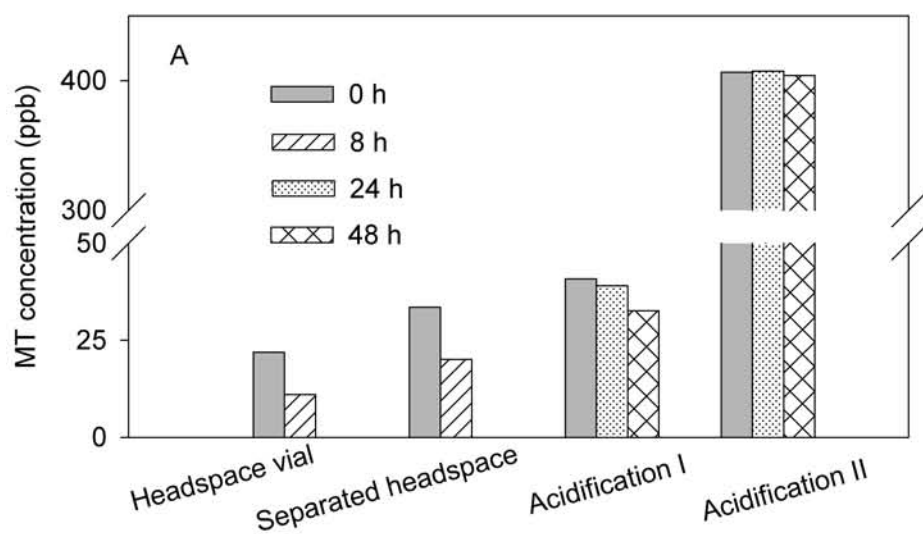 A
MT concentration (ppb)
400
300
50
25
0
0 h
8 h
24 h
48 h
Headspace vial
Separated headspace
Acidification I
Acidification II